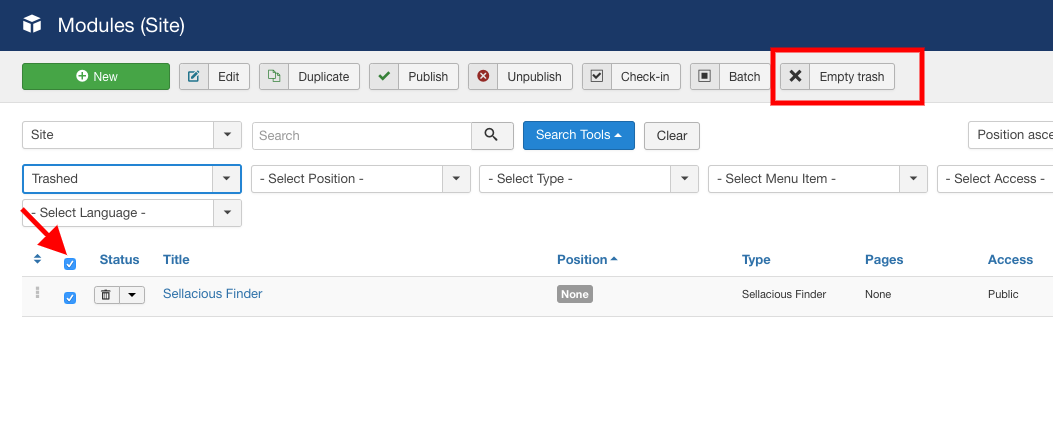 Modules (Site)
New Edit Duplicate Publish Unpublish Check-in Batch Empty trash
Site Search Search Tools Clear Position asce
Trashed - Select Position - - Select Type - - Select Menu Item - - Select Access -
- Select Language -
Status Title Position Type Pages Access
Sellacious Finder None Sellacious Finder None Public